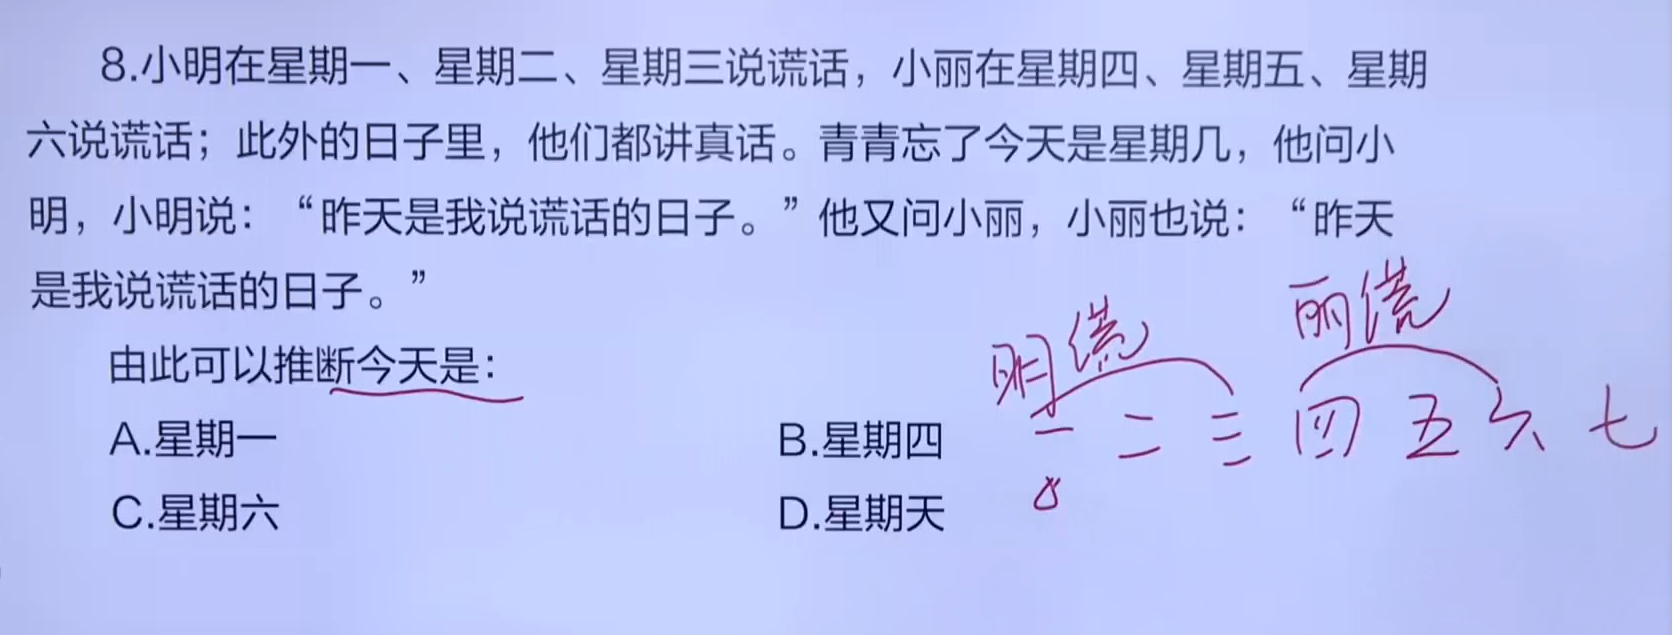 8.小明在星期一、星期二、星期三说谎话，小丽在星期四、星期五、星期
六说谎话；此外的日子里，他们都讲真话。青青忘了今天是星期几，他问小
明，小明说：“昨天是我说谎话的日子。”他又问小丽，小丽也说：“昨天
是我说谎话的日子。”
由此可以推断今天是：
A.星期一
B.星期四
C.星期六
D.星期天
明谎
丽谎
一 二 三 四 五 六 七